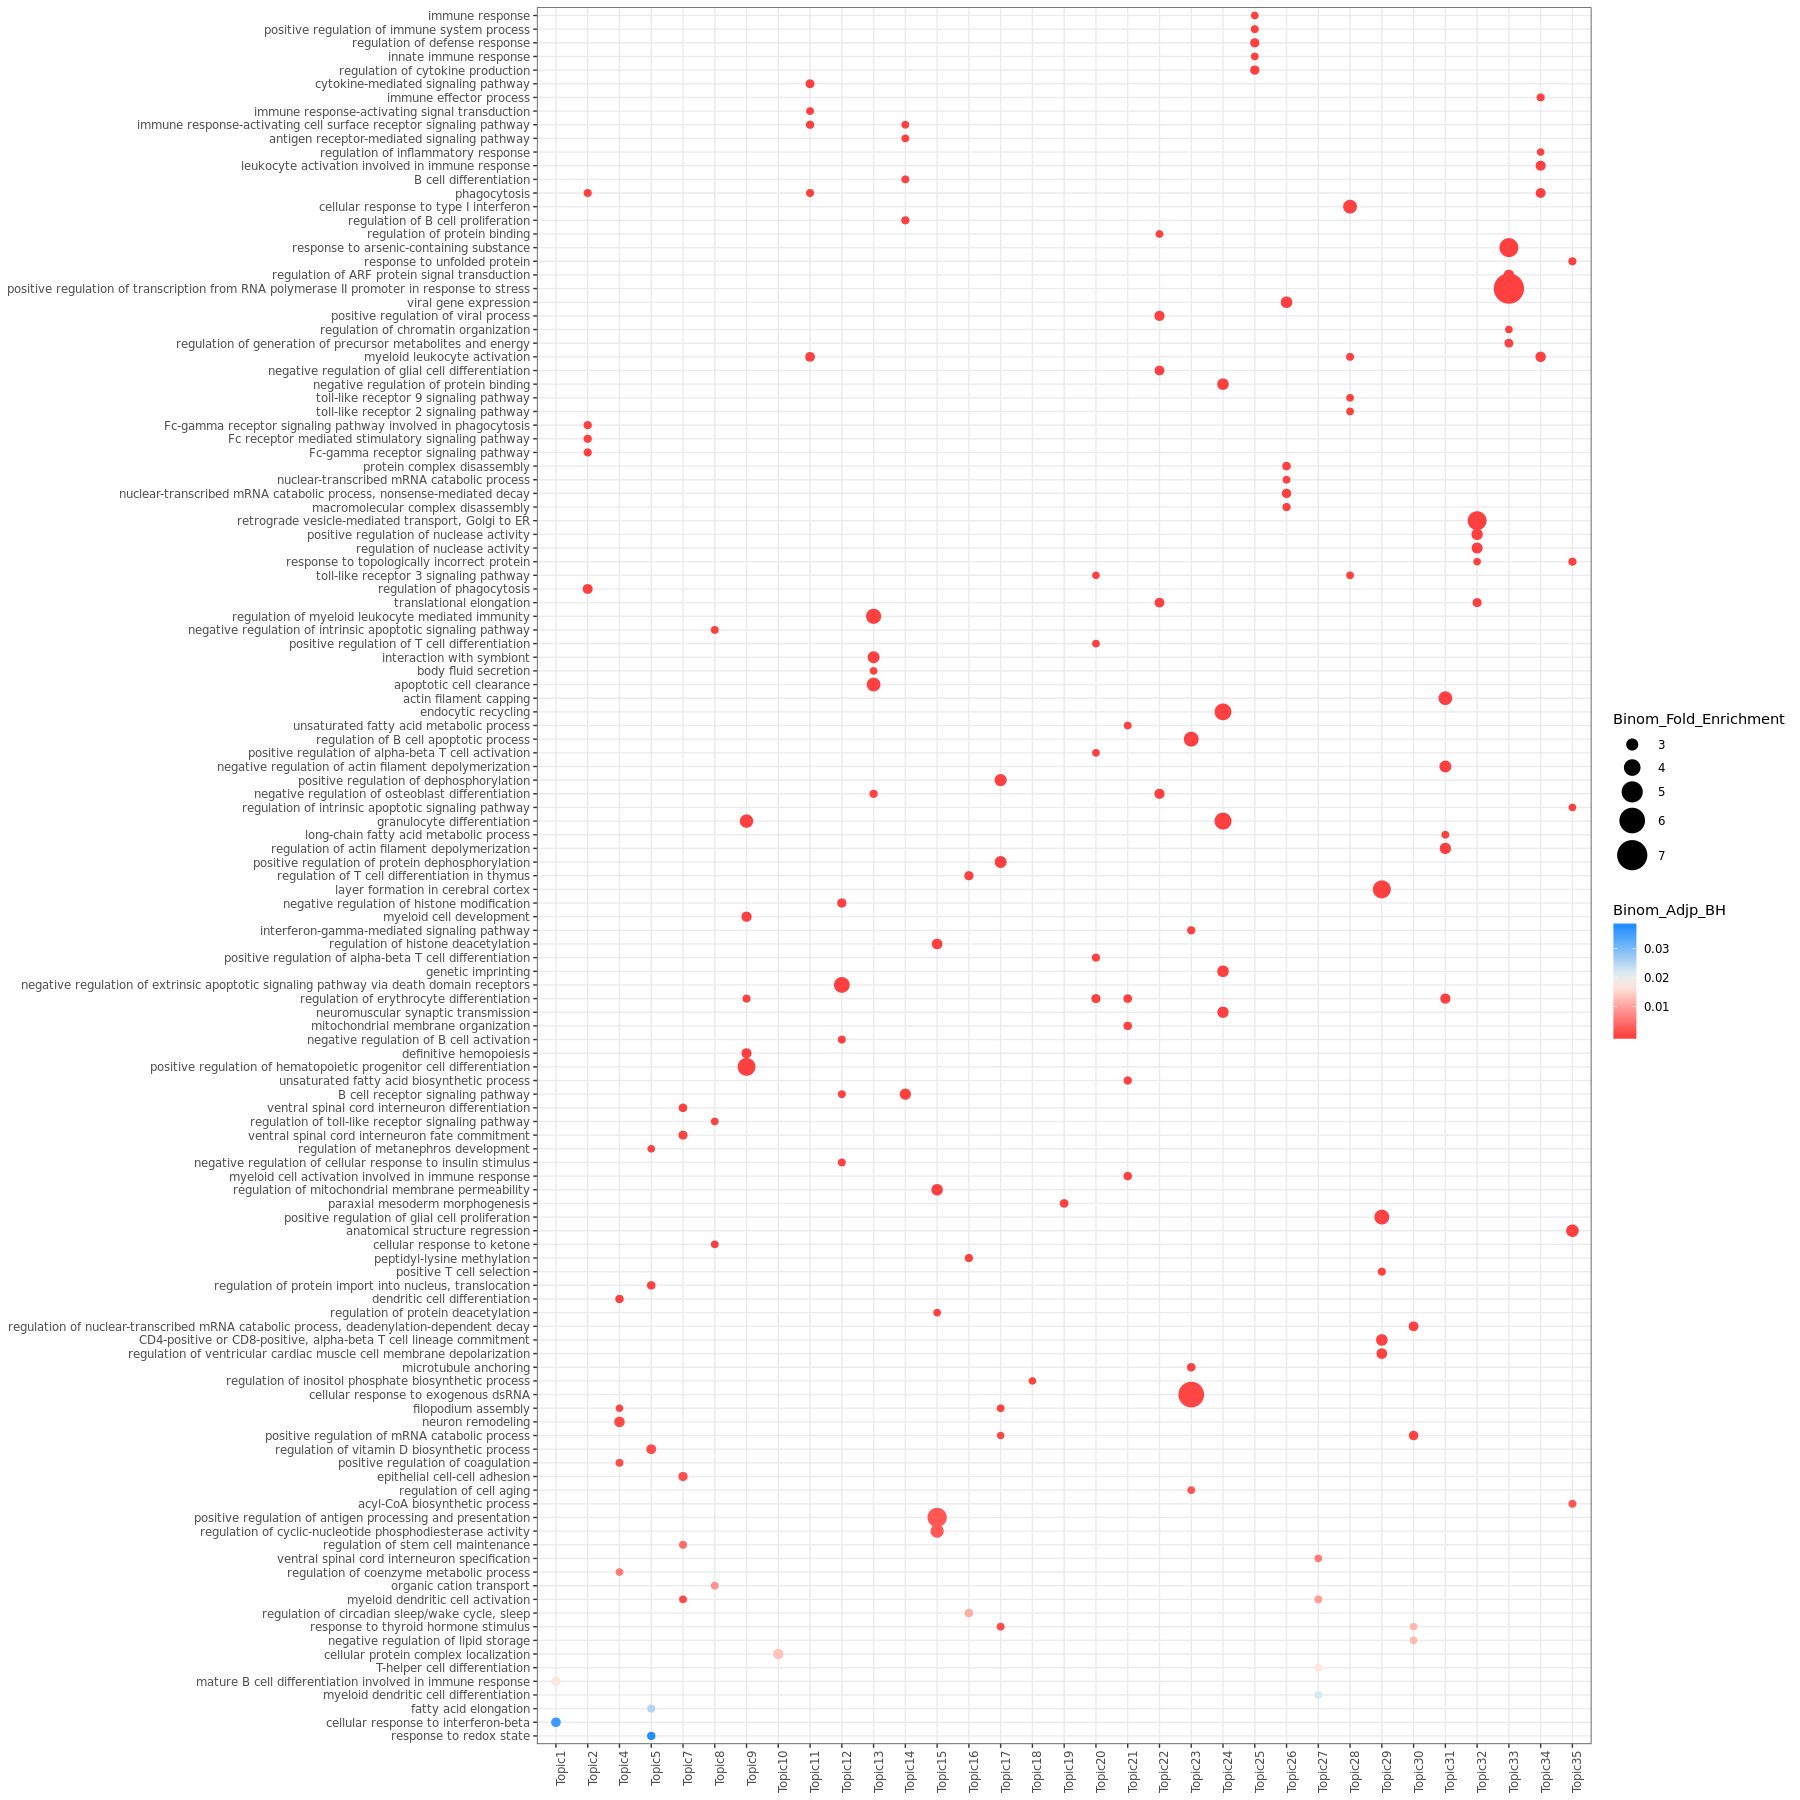 immune response
positive regulation of immune system process
regulation of defense response
innate immune response
regulation of cytokine production
cytokine-mediated signaling pathway
immune effector process
immune response-activating signal transduction
immune response-activating cell surface receptor signaling pathway
antigen receptor-mediated signaling pathway
regulation of inflammatory response
leukocyte activation involved in immune response
B cell differentiation
phagocytosis
cellular response to type I interferon
regulation of B cell proliferation
regulation of protein binding
response to arsenic-containing substance
response to unfolded protein
regulation of ARF protein signal transduction
positive regulation of transcription from RNA polymerase II promoter in response to stress
viral gene expression
positive regulation of viral process
regulation of chromatin organization
regulation of generation of precursor metabolites and energy
myeloid leukocyte activation
negative regulation of glial cell differentiation
negative regulation of protein binding
toll-like receptor 9 signaling pathway
toll-like receptor 2 signaling pathway
Fc-gamma receptor signaling pathway involved in phagocytosis
Fc receptor mediated stimulatory signaling pathway
Fc-gamma receptor signaling pathway
protein complex disassembly
nuclear-transcribed mRNA catabolic process
nuclear-transcribed mRNA catabolic process, nonsense-mediated decay
macromolecular complex disassembly
retrograde vesicle-mediated transport, Golgi to ER
positive regulation of nuclease activity
regulation of nuclease activity
response to topologically incorrect protein
toll-like receptor 3 signaling pathway
regulation of phagocytosis
translational elongation
regulation of myeloid leukocyte mediated immunity
negative regulation of intrinsic apoptotic signaling pathway
positive regulation of T cell differentiation
interaction with symbiont
body fluid secretion
apoptotic cell clearance
actin filament capping
endocytic recycling
unsaturated fatty acid metabolic process
regulation of B cell apoptotic process
positive regulation of alpha-beta T cell activation
negative regulation of actin filament depolymerization
positive regulation of dephosphorylation
negative regulation of osteoblast differentiation
regulation of intrinsic apoptotic signaling pathway
granulocyte differentiation
long-chain fatty acid metabolic process
regulation of actin filament depolymerization
positive regulation of protein dephosphorylation
regulation of T cell differentiation in thymus
layer formation in cerebral cortex
negative regulation of histone modification
myeloid cell development
interferon-gamma-mediated signaling pathway
regulation of histone deacetylation
positive regulation of alpha-beta T cell differentiation
genetic imprinting
negative regulation of extrinsic apoptotic signaling pathway via death domain receptors
regulation of erythrocyte differentiation
neuromuscular synaptic transmission
mitochondrial membrane organization
negative regulation of B cell activation
definitive hemopoiesis
positive regulation of hematopoietic progenitor cell differentiation
unsaturated fatty acid biosynthetic process
B cell receptor signaling pathway
ventral spinal cord interneuron differentiation
regulation of toll-like receptor signaling pathway
ventral spinal cord interneuron fate commitment
regulation of metanephros development
negative regulation of cellular response to insulin stimulus
myeloid cell activation involved in immune response
regulation of mitochondrial membrane permeability
paraxial mesoderm morphogenesis
positive regulation of glial cell proliferation
anatomical structure regression
cellular response to ketone
peptidyl-lysine methylation
positive T cell selection
regulation of protein import into nucleus, translocation
dendritic cell differentiation
regulation of protein deacetylation
regulation of nuclear-transcribed mRNA catabolic process, deadenylation-dependent decay
CD4-positive or CD8-positive, alpha-beta T cell lineage commitment
regulation of ventricular cardiac muscle cell membrane depolarization
microtubule anchoring
regulation of inositol phosphate biosynthetic process
cellular response to exogenous dsRNA
filopodium assembly
neuron remodeling
positive regulation of mRNA catabolic process
regulation of vitamin D biosynthetic process
positive regulation of coagulation
epithelial cell-cell adhesion
regulation of cell aging
acyl-CoA biosynthetic process
positive regulation of antigen processing and presentation
regulation of cyclic-nucleotide phosphodiesterase activity
regulation of stem cell maintenance
ventral spinal cord interneuron specification
regulation of coenzyme metabolic process
organic cation transport
myeloid dendritic cell activation
regulation of circadian sleep/wake cycle, sleep
response to thyroid hormone stimulus
negative regulation of lipid storage
cellular protein complex localization
T-helper cell differentiation
mature B cell differentiation involved in immune response
myeloid dendritic cell differentiation
fatty acid elongation
cellular response to interferon-beta
response to redox state
Topic1
Topic2
Topic4
Topic5
Topic7
Topic8
Topic9
Topic10
Topic11
Topic12
Topic13
Topic14
Topic15
Topic16
Topic17
Topic18
Topic19
Topic20
Topic21
Topic22
Topic23
Topic24
Topic25
Topic26
Topic27
Topic28
Topic29
Topic30
Topic31
Topic32
Topic33
Topic34
Topic35
Binom_Fold_Enrichment
3
4
5
6
7
Binom_Adjp_BH
0.03
0.02
0.01